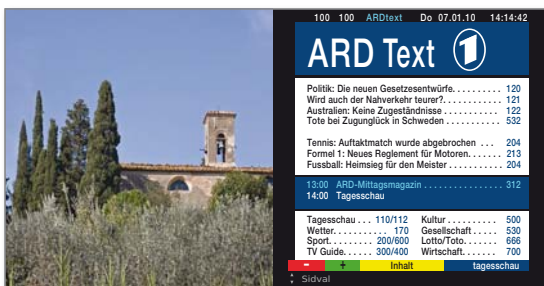 100 100 ARDtext Do 07.01.10 14:14:42
ARD Text 1
Politik: Die neuen Gesetzesentwürfe. . . . . . . . . . 120
Wird auch der Nahverkehr teurer?. . . . . . . . . . . . 121
Australien: Keine Zugeständnisse . . . . . . . . . . . . 122
Tote bei Zugunglück in Schweden . . . . . . . . . . . 532
Tennis: Auftaktmatch wurde abgebrochen . . . 204
Formel 1: Neues Reglement für Motoren. . . . . . . 213
Fussball: Heimsieg für den Meister . . . . . . . . . . . 204
13:00 ARD-Mittagsmagazin . . . . . . . . . . . . . . . . 312
14:00 Tagesschau
Tagesschau . . . 110/112 Kultur . . . . . . . . . . 500
Wetter. . . . . . . . . . . 170 Gesellschaft . . . . . 530
Sport. . . . . . . . . 200/600 Lotto/Toto. . . . . . . 666
TV Guide. . . . . . 300/400 Wirtschaft. . . . . . . 700
- + Inhalt tagesschau
Sidval